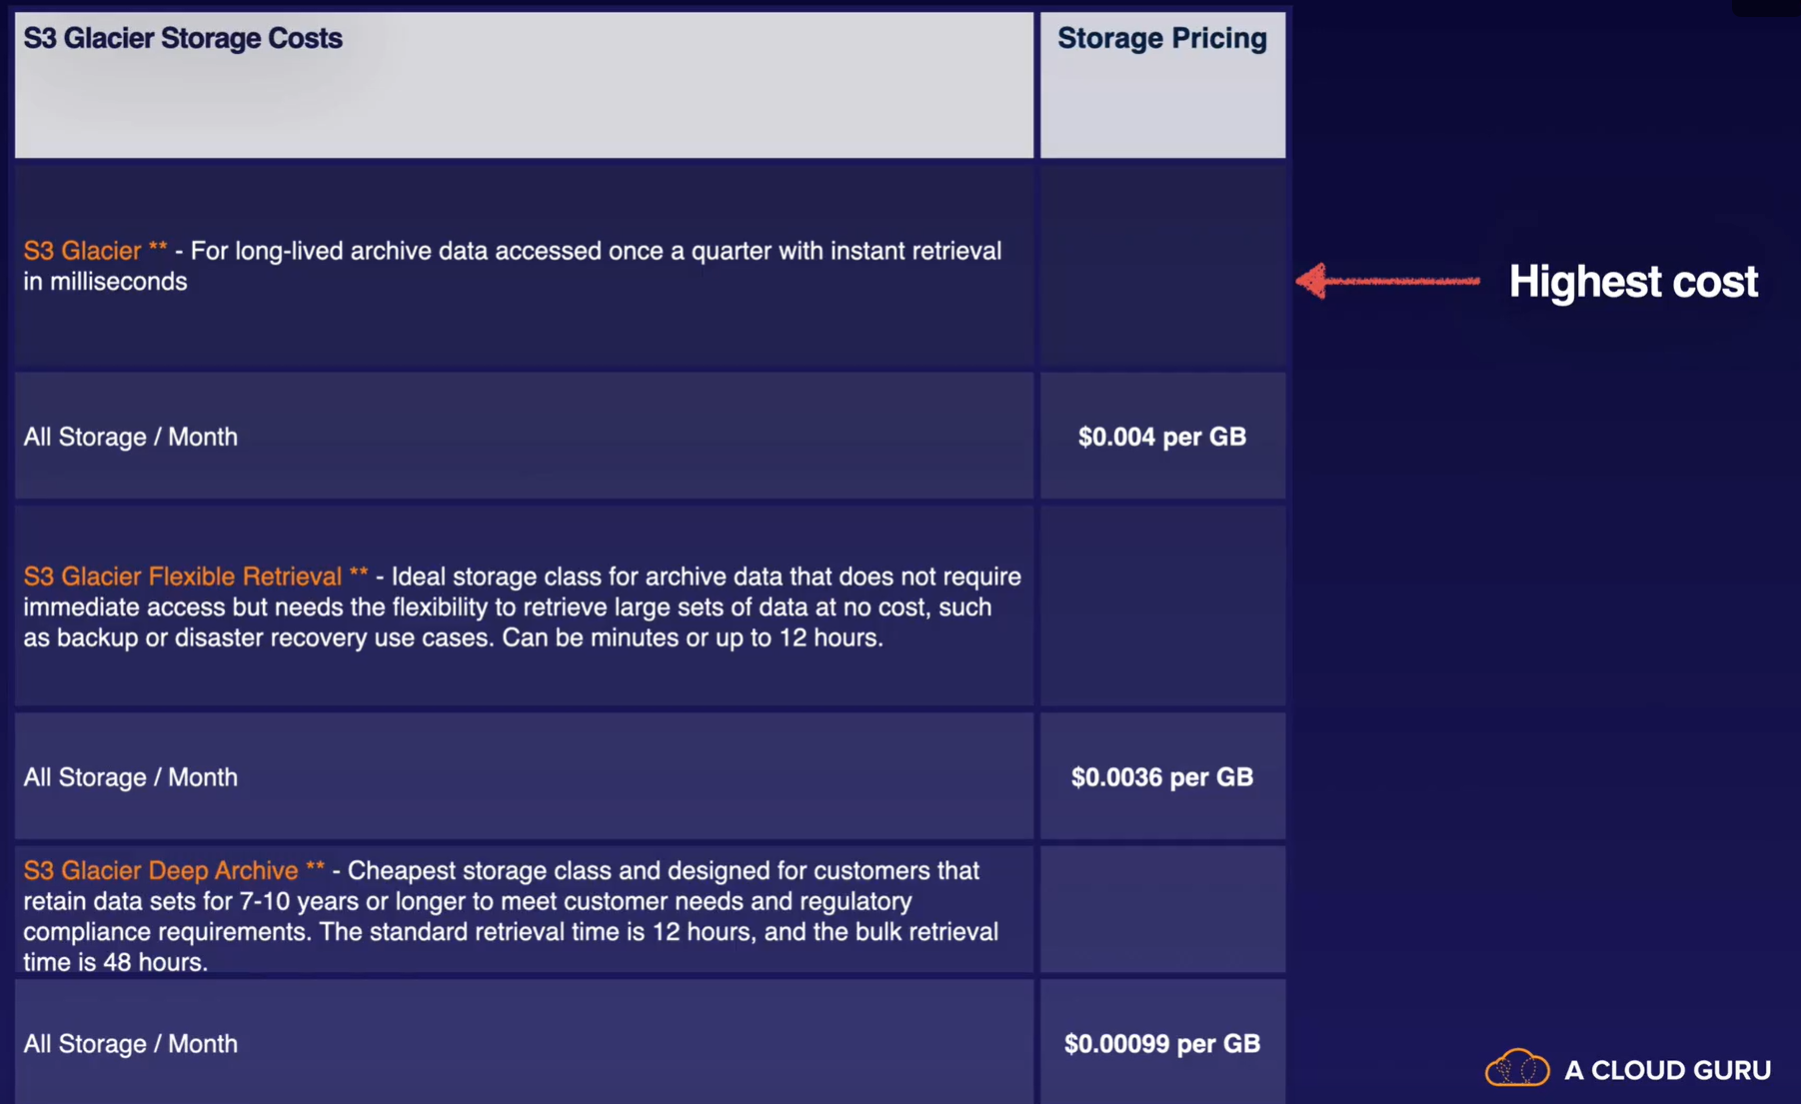 S3 Glacier Storage Costs
Storage Pricing
S3 Glacier ** - For long-lived archive data accessed once a quarter with instant retrieval
in milliseconds
Highest cost
All Storage / Month
$0.004 per GB
S3 Glacier Flexible Retrieval ** - Ideal storage class for archive data that does not require
immediate access but needs the flexibility to retrieve large sets of data at no cost, such
as backup or disaster recovery use cases. Can be minutes or up to 12 hours.
All Storage / Month
$0.0036 per GB
S3 Glacier Deep Archive ** - Cheapest storage class and designed for customers that
retain data sets for 7-10 years or longer to meet customer needs and regulatory
compliance requirements. The standard retrieval time is 12 hours, and the bulk retrieval
time is 48 hours.
All Storage / Month
$0.00099 per GB
A CLOUD GURU